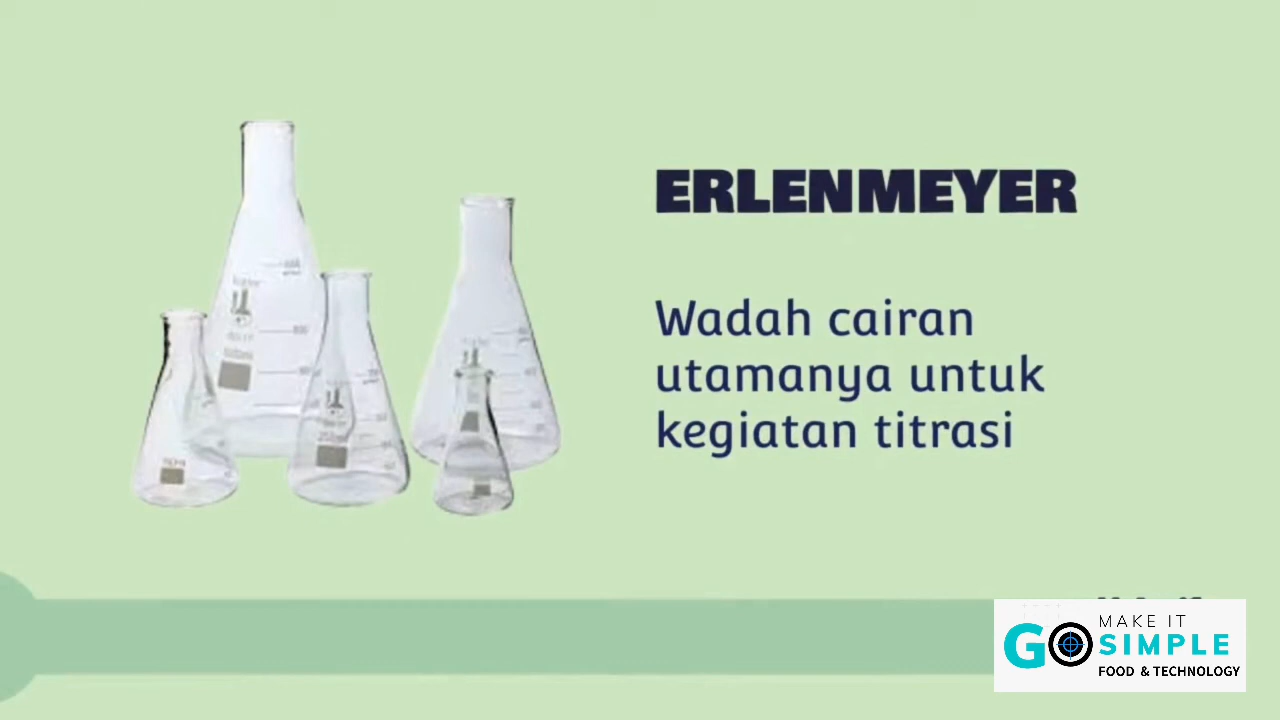 ERLENMEYER
Wadah cairan
utamanya untuk
kegiatan titrasi
MAKE IT
GO SIMPLE
FOOD & TECHNOLOGY